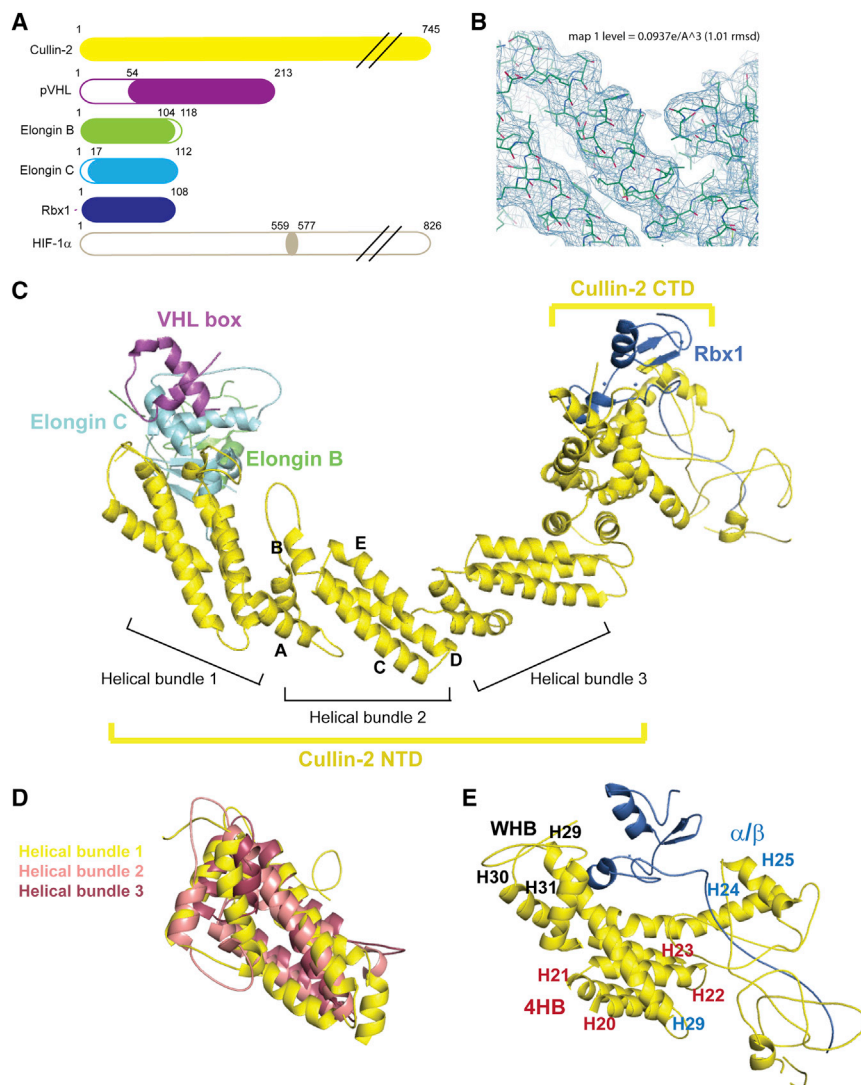 A
1 745
Cullin-2
1 54 213
pVHL
1 104 118
Elongin B
1 17 112
Elongin C
1 108
Rbx1
1 559 577 826
HIF-1α
B
map 1 level = 0.0937e/A^3 (1.01 rmsd)
C
Cullin-2 CTD
VHL box
Rbx1
Elongin C
Elongin B
B E
A C D
Helical bundle 1
Helical bundle 2
Helical bundle 3
Cullin-2 NTD
D
Helical bundle 1
Helical bundle 2
Helical bundle 3
E
WHB H29 α/β
H30 H25
H31 H24
H23
H21 H22
4HB H20 H29